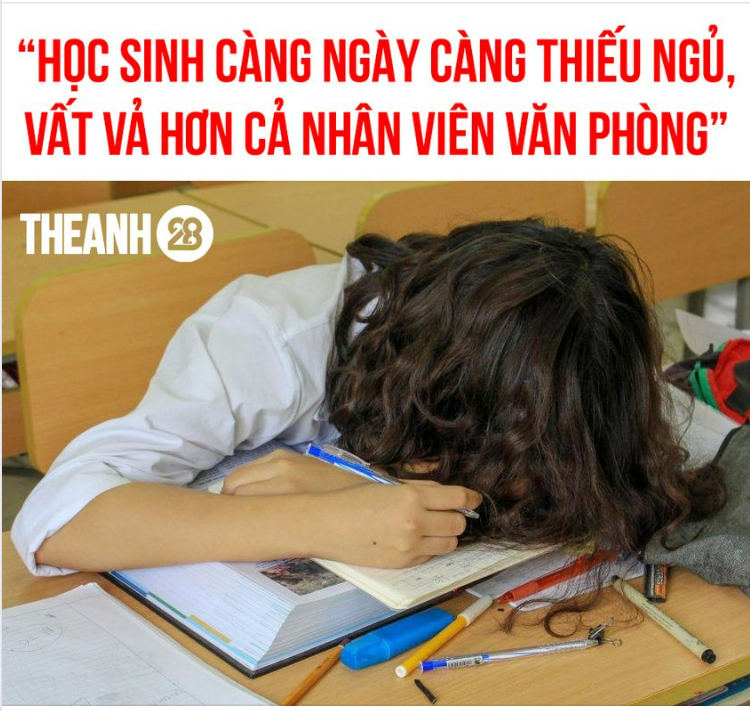 “HỌC SINH CÀNG NGÀY CÀNG THIẾU NGỦ,
VẤT VẢ HƠN CẢ NHÂN VIÊN VĂN PHÒNG”
THEANH 28